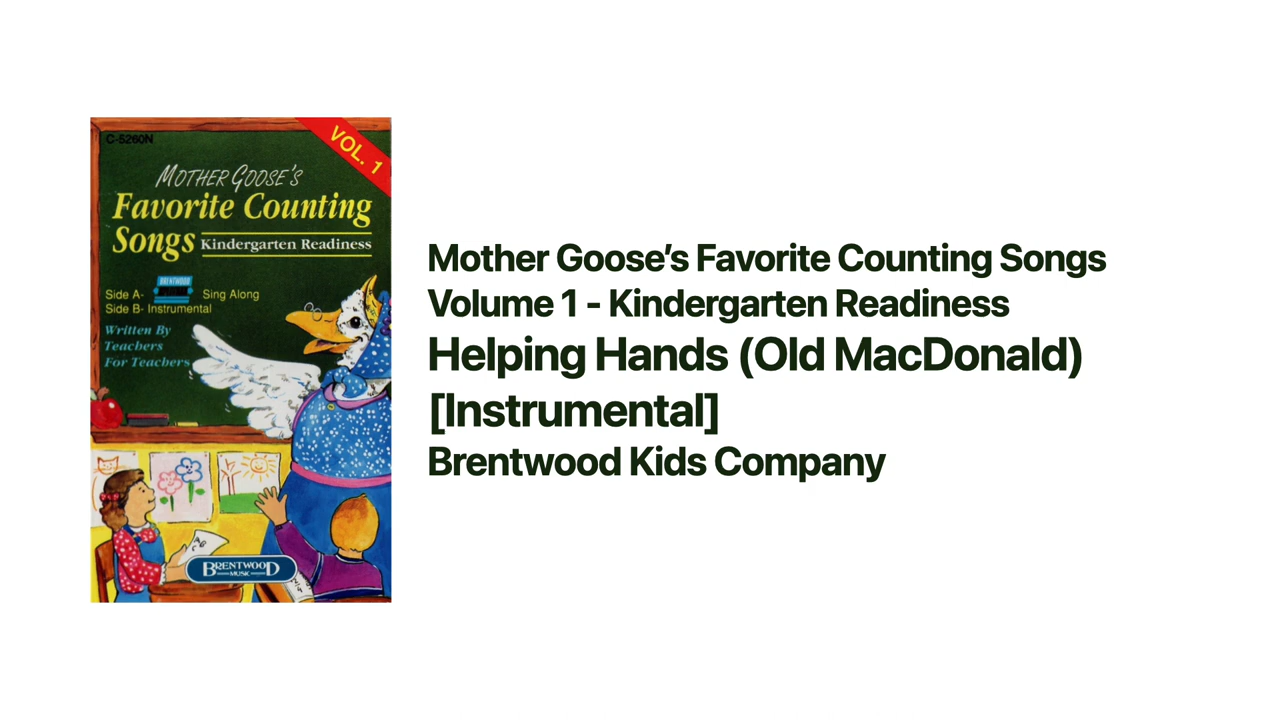 C-5260N
VOL. 1
MOTHER GOOSE'S
Favorite Counting
Songs Kindergarten Readiness
BRENTWOOD
Side A- Sing Along
Side B- Instrumental
Written By
Teachers
For Teachers
BRENTWOOD
MUSIC
Mother Goose’s Favorite Counting Songs
Volume 1 - Kindergarten Readiness
Helping Hands (Old MacDonald)
[Instrumental]
Brentwood Kids Company